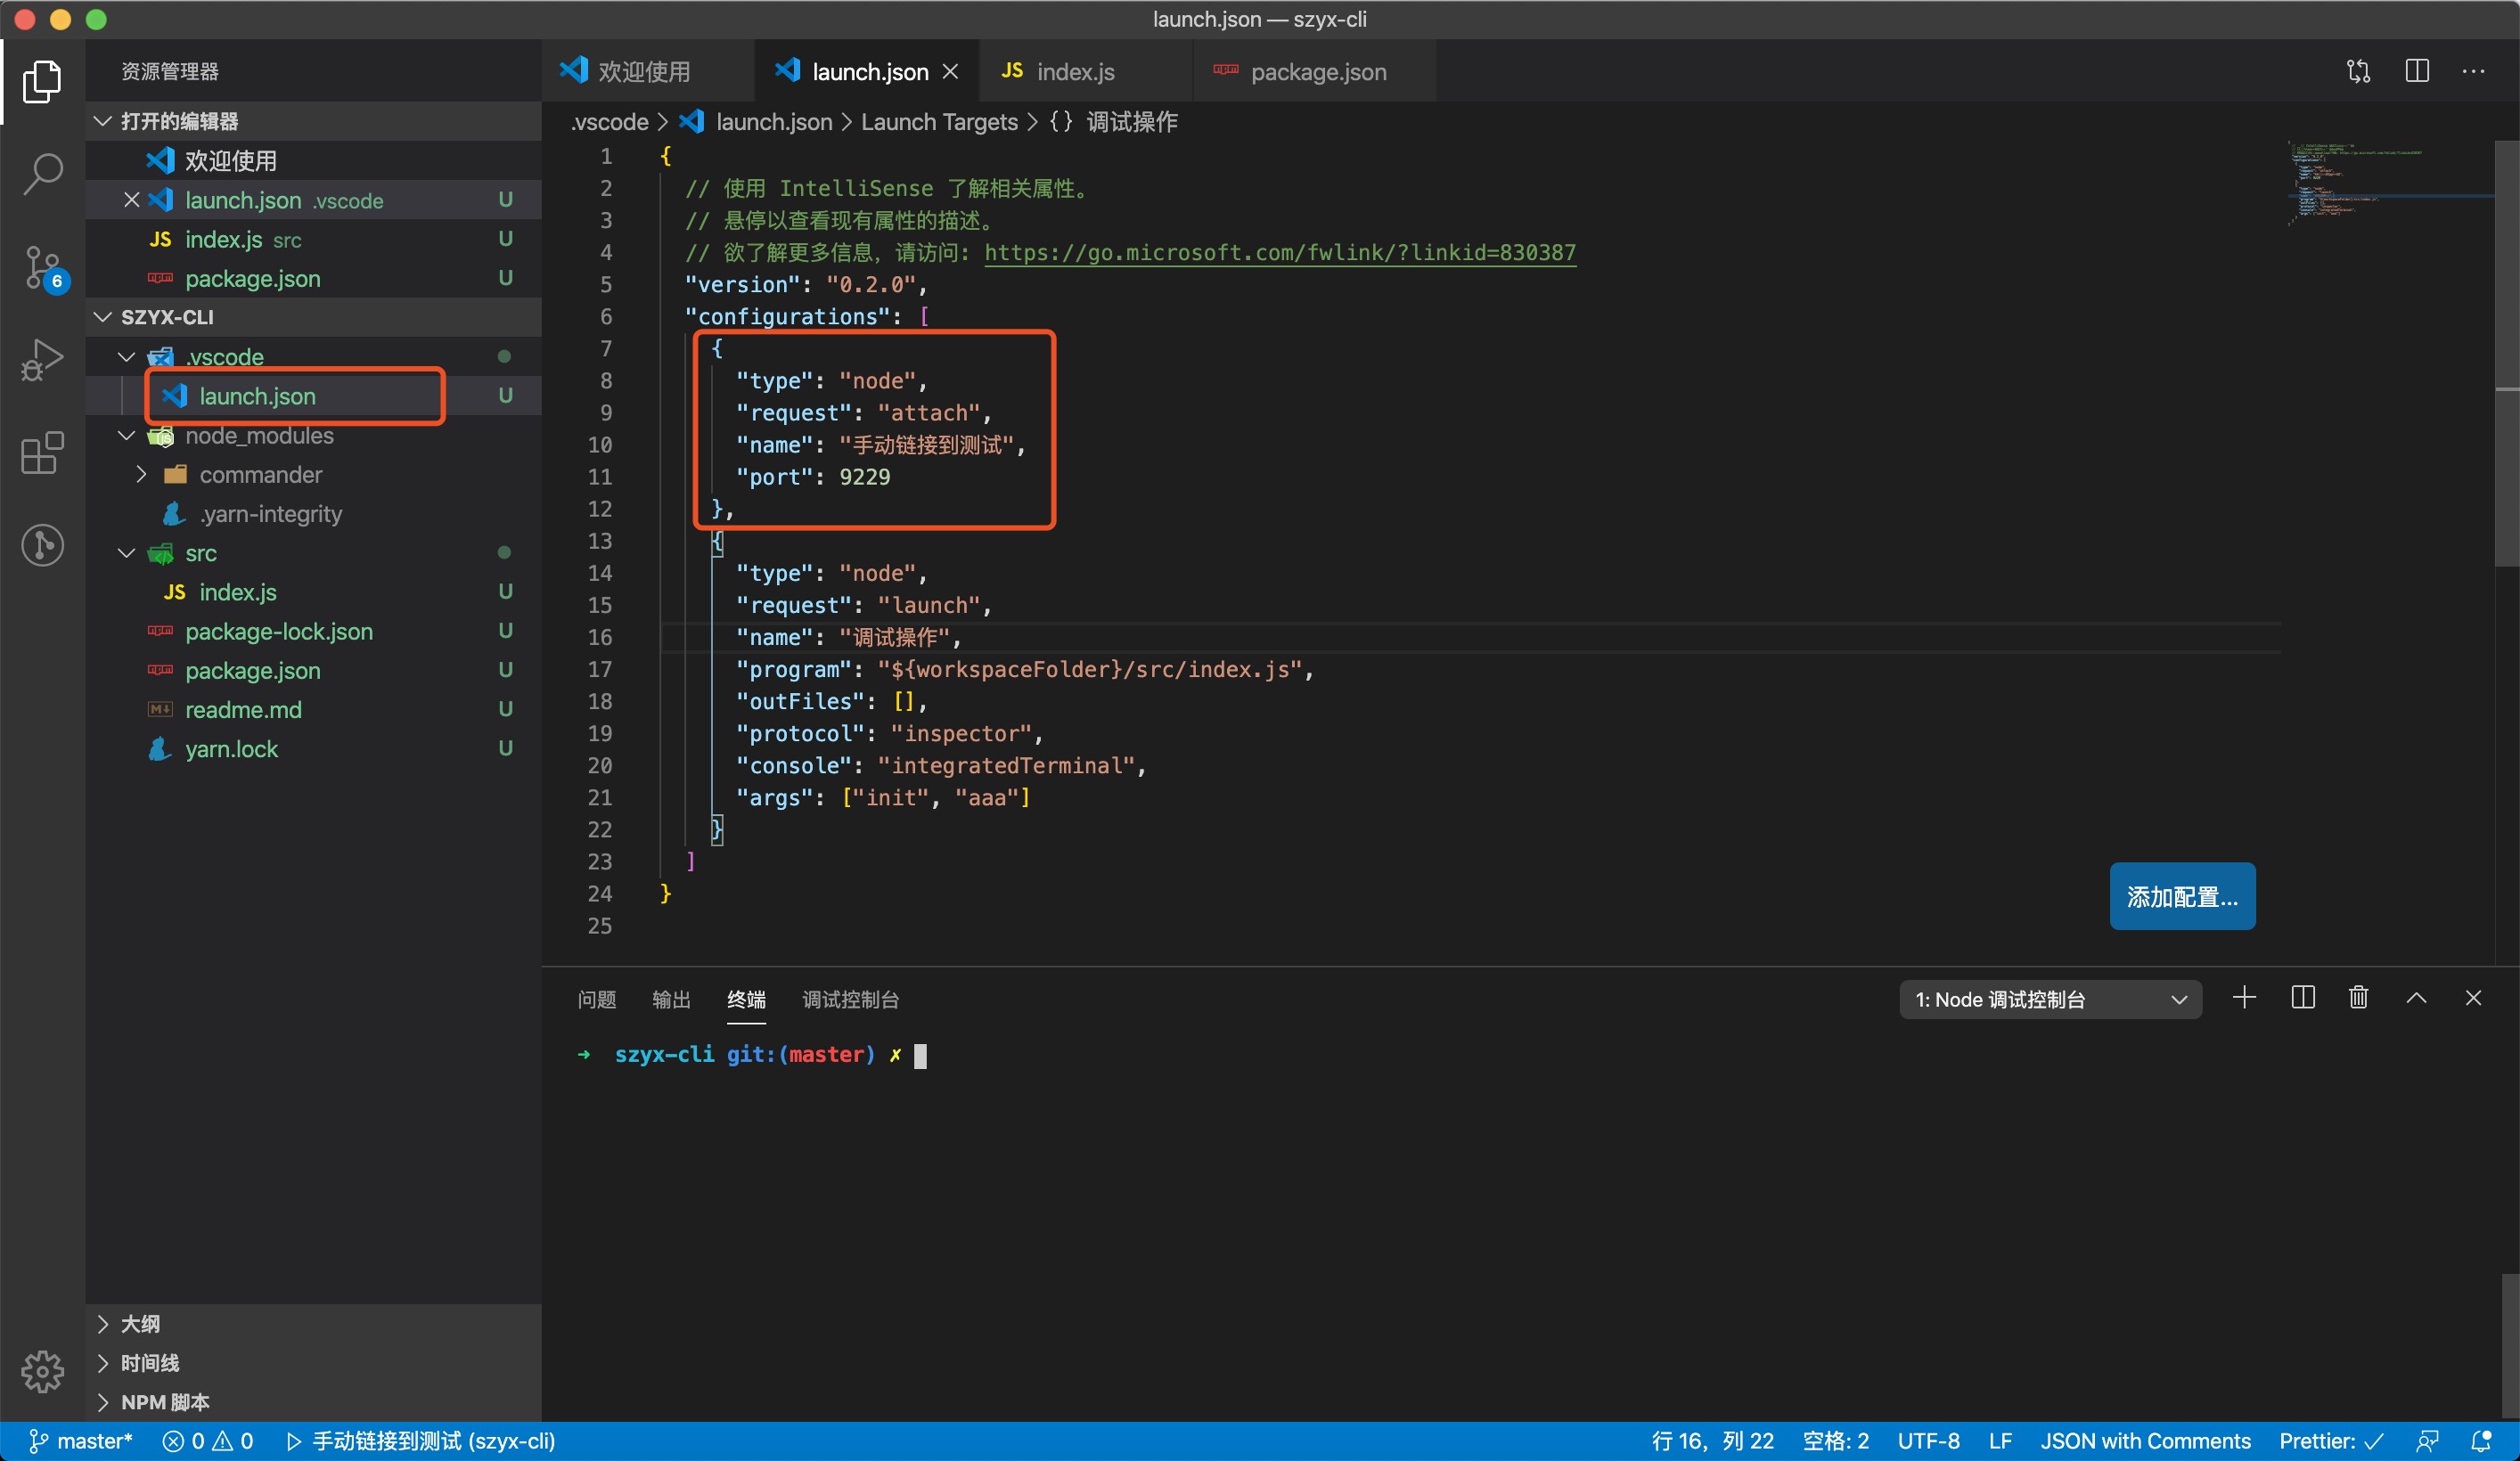 launch.json — szyx-cli
资源管理器
打开的编辑器
欢迎使用
launch.json .vscode U
JS index.js src U
package.json U
SZYX-CLI
.vscode
launch.json U
node_modules
commander
.yarn-integrity
src
JS index.js U
package-lock.json U
package.json U
readme.md U
yarn.lock U
大纲
时间线
NPM 脚本
6
欢迎使用
launch.json
JS index.js
package.json
.vscode > launch.json > Launch Targets > {} 调试操作
1 {
2 // 使用 IntelliSense 了解相关属性。
3 // 悬停以查看现有属性的描述。
4 // 欲了解更多信息，请访问: https://go.microsoft.com/fwlink/?linkid=830387
5 "version": "0.2.0",
6 "configurations": [
7 {
8 "type": "node",
9 "request": "attach",
10 "name": "手动链接到测试",
11 "port": 9229
12 },
13 {
14 "type": "node",
15 "request": "launch",
16 "name": "调试操作",
17 "program": "${workspaceFolder}/src/index.js",
18 "outFiles": [],
19 "protocol": "inspector",
20 "console": "integratedTerminal",
21 "args": ["init", "aaa"]
22 }
23 ]
24 }
25
添加配置...
问题 输出 终端 调试控制台
1: Node 调试控制台
➜ szyx-cli git:(master) ✗
master* 0 0 手动链接到测试 (szyx-cli)
行 16，列 22 空格: 2 UTF-8 LF JSON with Comments Prettier: ✓